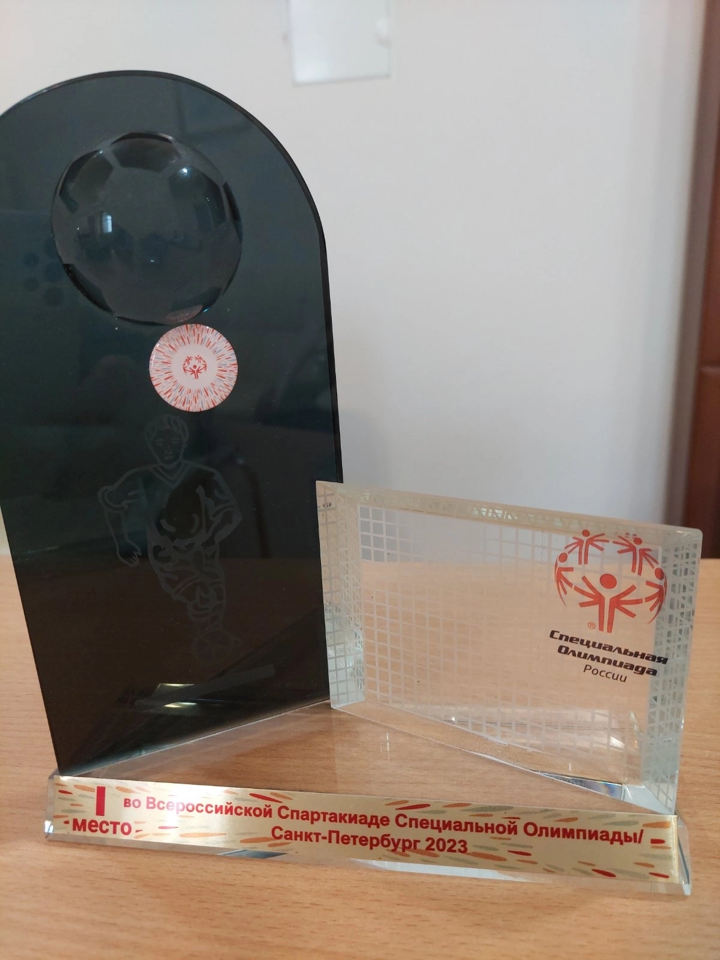 ®
Специальная
Олимпиада
России
I во Всероссийской Спартакиаде Специальной Олимпиады/
место Санкт-Петербург 2023